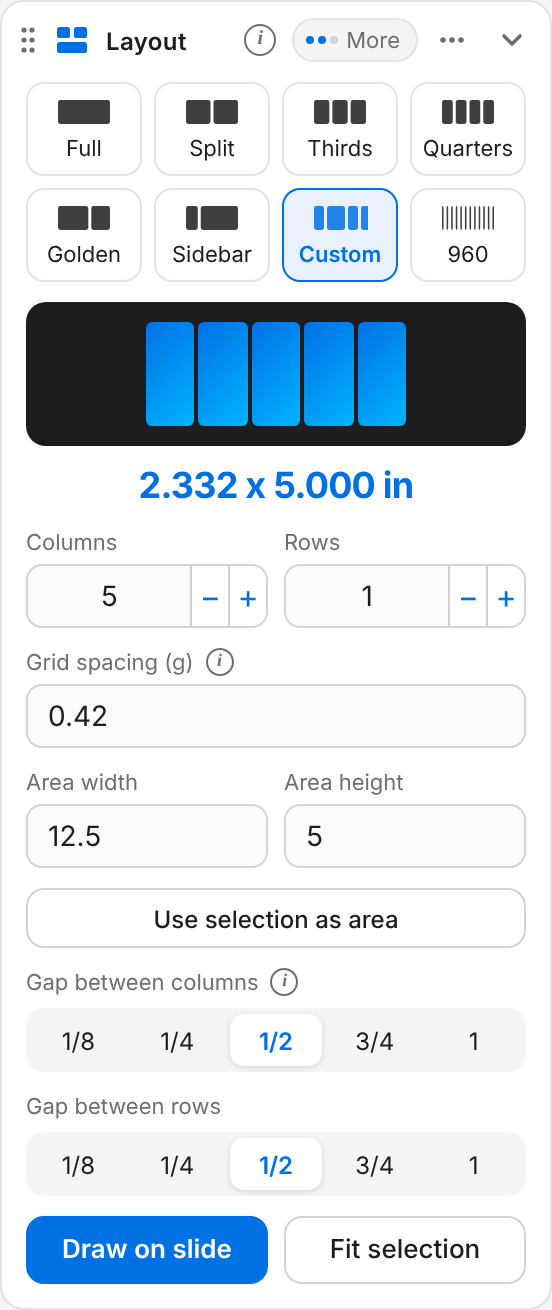 Layout
More
Full
Split
Thirds
Quarters
Golden
Sidebar
Custom
960
2.332 x 5.000 in
Columns
Rows
5
−
+
1
−
+
Grid spacing (g)
0.42
Area width
Area height
12.5
5
Use selection as area
Gap between columns
1/8
1/4
1/2
3/4
1
Gap between rows
1/8
1/4
1/2
3/4
1
Draw on slide
Fit selection